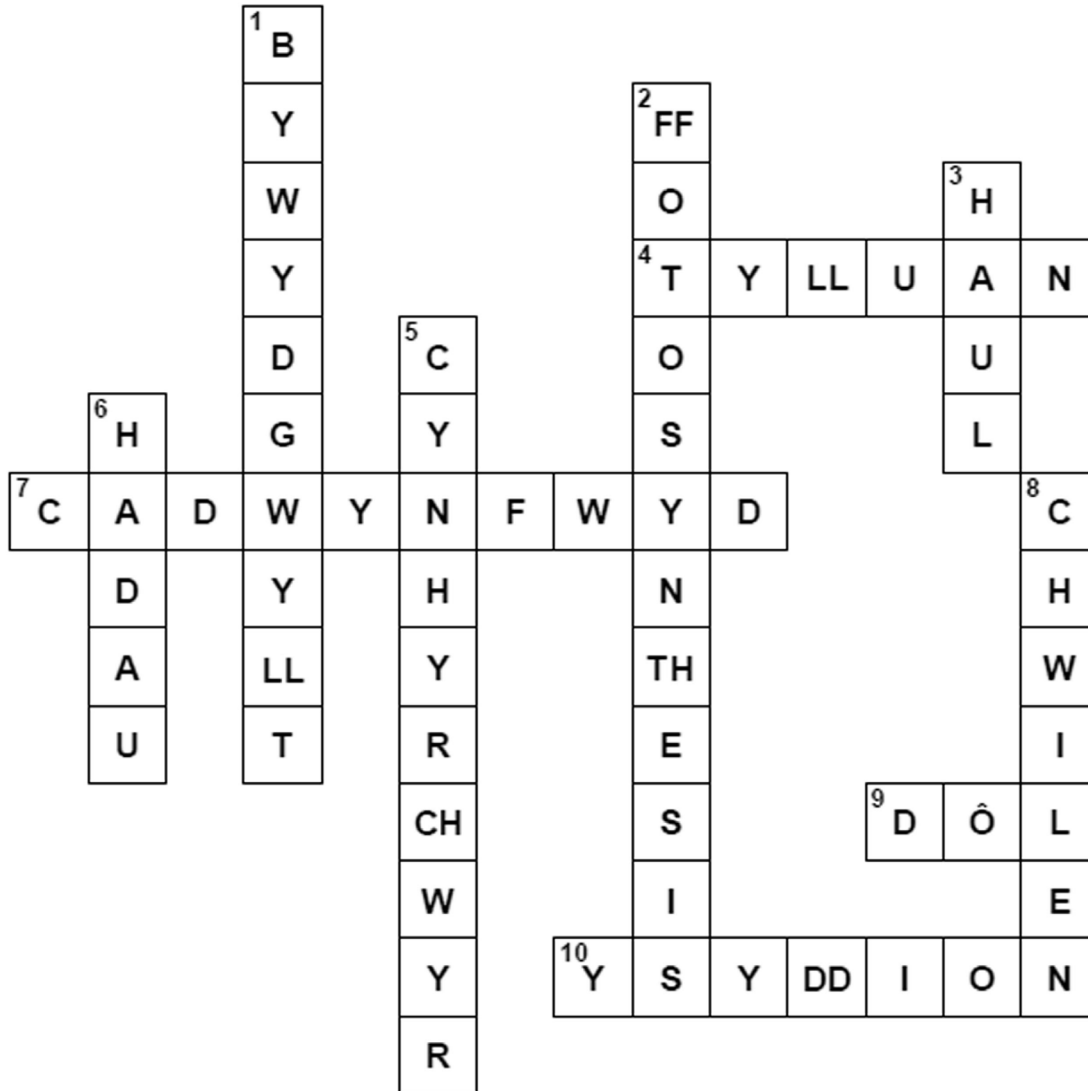 1 B
Y 2 FF
W O 3 H
Y 4 T Y LL U A N
D 5 C O U
6 H G Y S L
7 C A D W Y N F W Y D 8 C
D Y H N H
A LL Y TH W
U T R E I
CH S 9 D Ô L
W I E
Y 10 Y S Y DD I O N
R